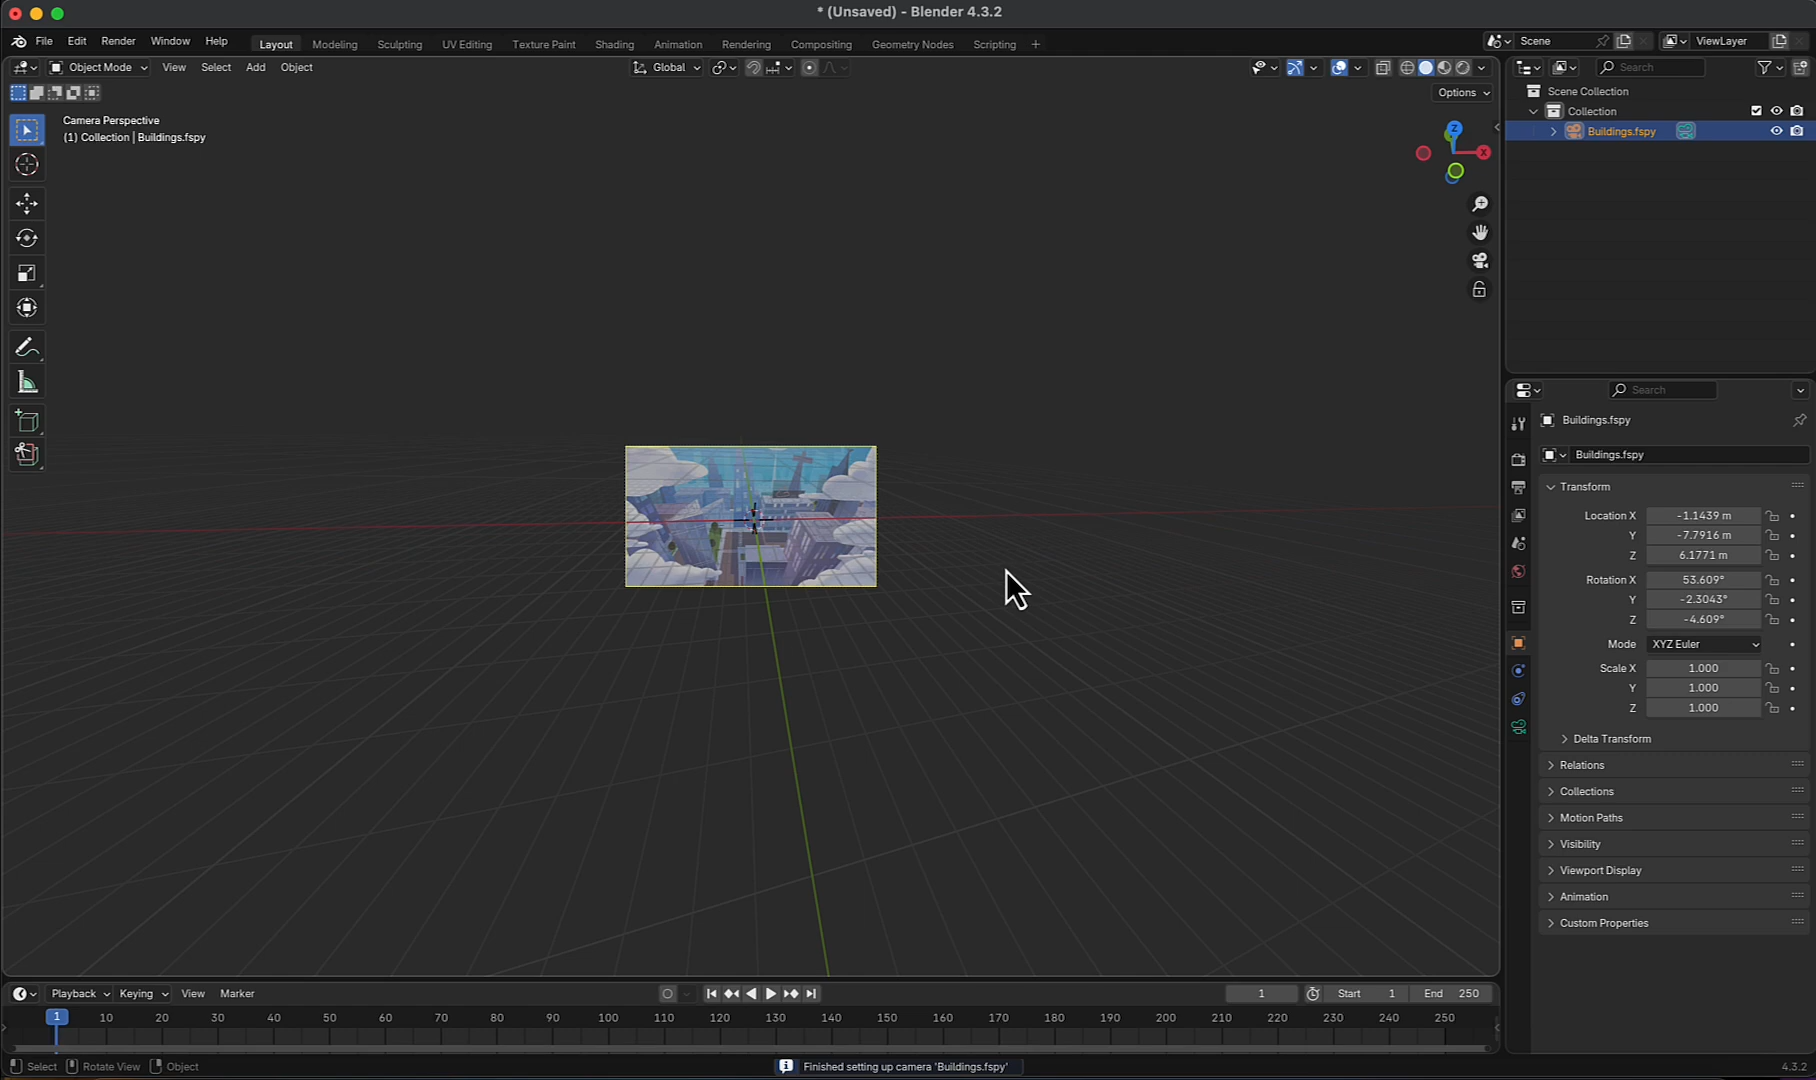 * (Unsaved) - Blender 4.3.2
File Edit Render Window Help Layout Modeling Sculpting UV Editing Texture Paint Shading Animation Rendering Compositing Geometry Nodes Scripting + Scene ViewLayer
Object Mode View Select Add Object Global Search
Options
Scene Collection
Collection
Buildings.fspy
Camera Perspective
(1) Collection | Buildings.fspy
Z
X
Search
Buildings.fspy
Buildings.fspy
Transform
Location X -1.1439 m
Y -7.7916 m
Z 6.1771 m
Rotation X 53.609°
Y -2.3043°
Z -4.609°
Mode XYZ Euler
Scale X 1.000
Y 1.000
Z 1.000
Delta Transform
Relations
Collections
Motion Paths
Visibility
Viewport Display
Animation
Custom Properties
Playback Keying View Marker 1 Start 1 End 250
1 10 20 30 40 50 60 70 80 90 100 110 120 130 140 150 160 170 180 190 200 210 220 230 240 250
Select Rotate View Object Finished setting up camera 'Buildings.fspy' 4.3.2